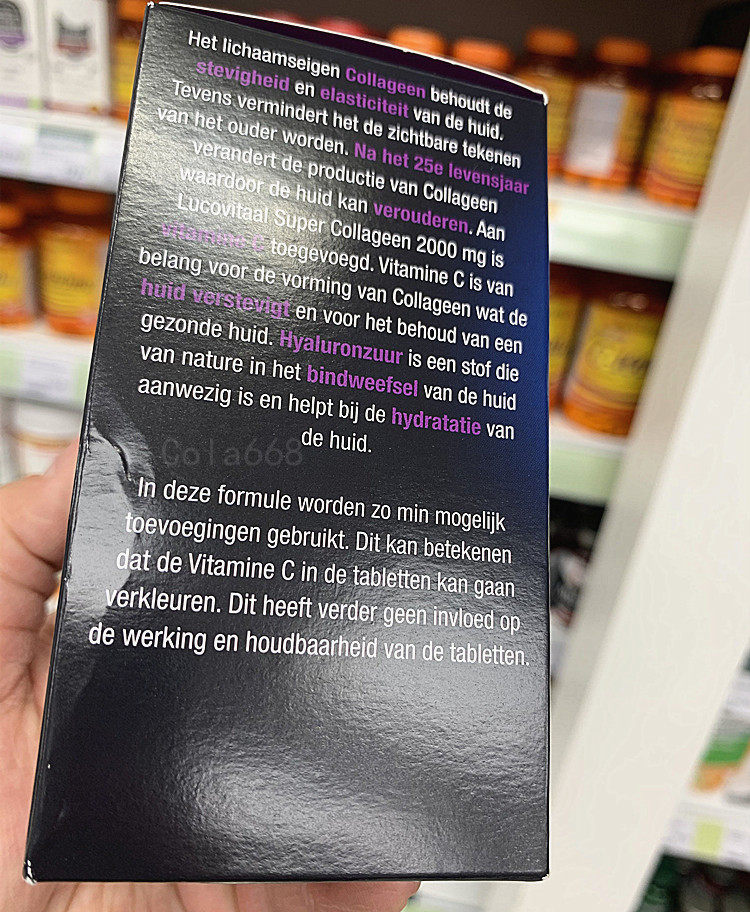 Het lichaamseigen Collageen behoudt de
stevigheid en elasticiteit van de huid.
Tevens vermindert het de zichtbare tekenen
van het ouder worden. Na het 25e levensjaar
verandert de productie van Collageen
waardoor de huid kan verouderen. Aan
Lucovitaal Super Collageen 2000 mg is
vitamine C toegevoegd. Vitamine C is van
belang voor de vorming van Collageen wat de
huid verstevigt en voor het behoud van een
gezonde huid. Hyaluronzuur is een stof die
van nature in het bindweefsel van de huid
aanwezig is en helpt bij de hydratatie van
de huid.
Cola668
In deze formule worden zo min mogelijk
toevoegingen gebruikt. Dit kan betekenen
dat de Vitamine C in de tabletten kan gaan
verkleuren. Dit heeft verder geen invloed op
de werking en houdbaarheid van de tabletten.